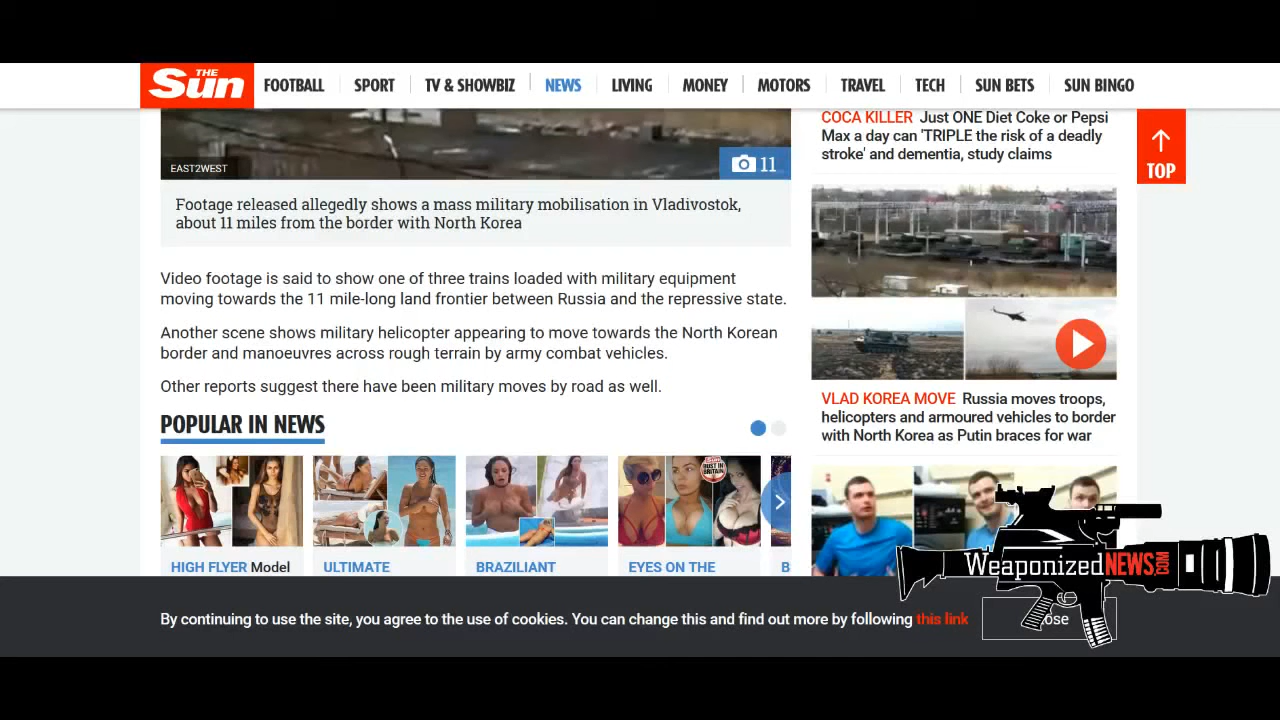 THE
Sun
FOOTBALL
SPORT
TV & SHOWBIZ
NEWS
LIVING
MONEY
MOTORS
TRAVEL
TECH
SUN BETS
SUN BINGO
EAST2WEST
11
Footage released allegedly shows a mass military mobilisation in Vladivostok,
about 11 miles from the border with North Korea
Video footage is said to show one of three trains loaded with military equipment
moving towards the 11 mile-long land frontier between Russia and the repressive state.
Another scene shows military helicopter appearing to move towards the North Korean
border and manoeuvres across rough terrain by army combat vehicles.
Other reports suggest there have been military moves by road as well.
POPULAR IN NEWS
BUST IN
BRITAIN
HIGH FLYER Model
ULTIMATE
BRAZILIANT
EYES ON THE
B
COCA KILLER Just ONE Diet Coke or Pepsi
Max a day can 'TRIPLE the risk of a deadly
stroke' and dementia, study claims
VLAD KOREA MOVE Russia moves troops,
helicopters and armoured vehicles to border
with North Korea as Putin braces for war
TOP
WeaponizedNEWS.COM
By continuing to use the site, you agree to the use of cookies. You can change this and find out more by following this link
ose